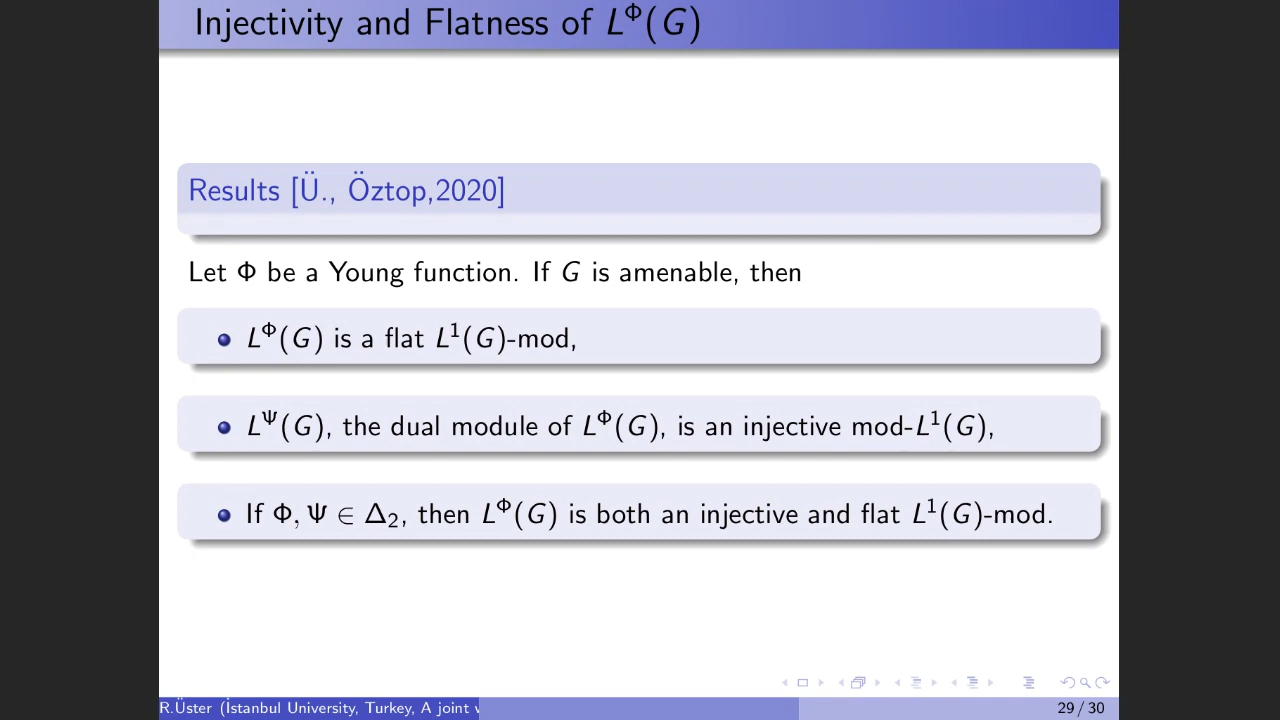 Injectivity and Flatness of L^Φ(G)
Results [Ü., Öztop,2020]
Let Φ be a Young function. If G is amenable, then
• L^Φ(G) is a flat L^1(G)-mod,
• L^Ψ(G), the dual module of L^Φ(G), is an injective mod-L^1(G),
• If Φ, Ψ ∈ Δ_2, then L^Φ(G) is both an injective and flat L^1(G)-mod.
R.Üster (İstanbul University, Turkey, A joint
29 / 30